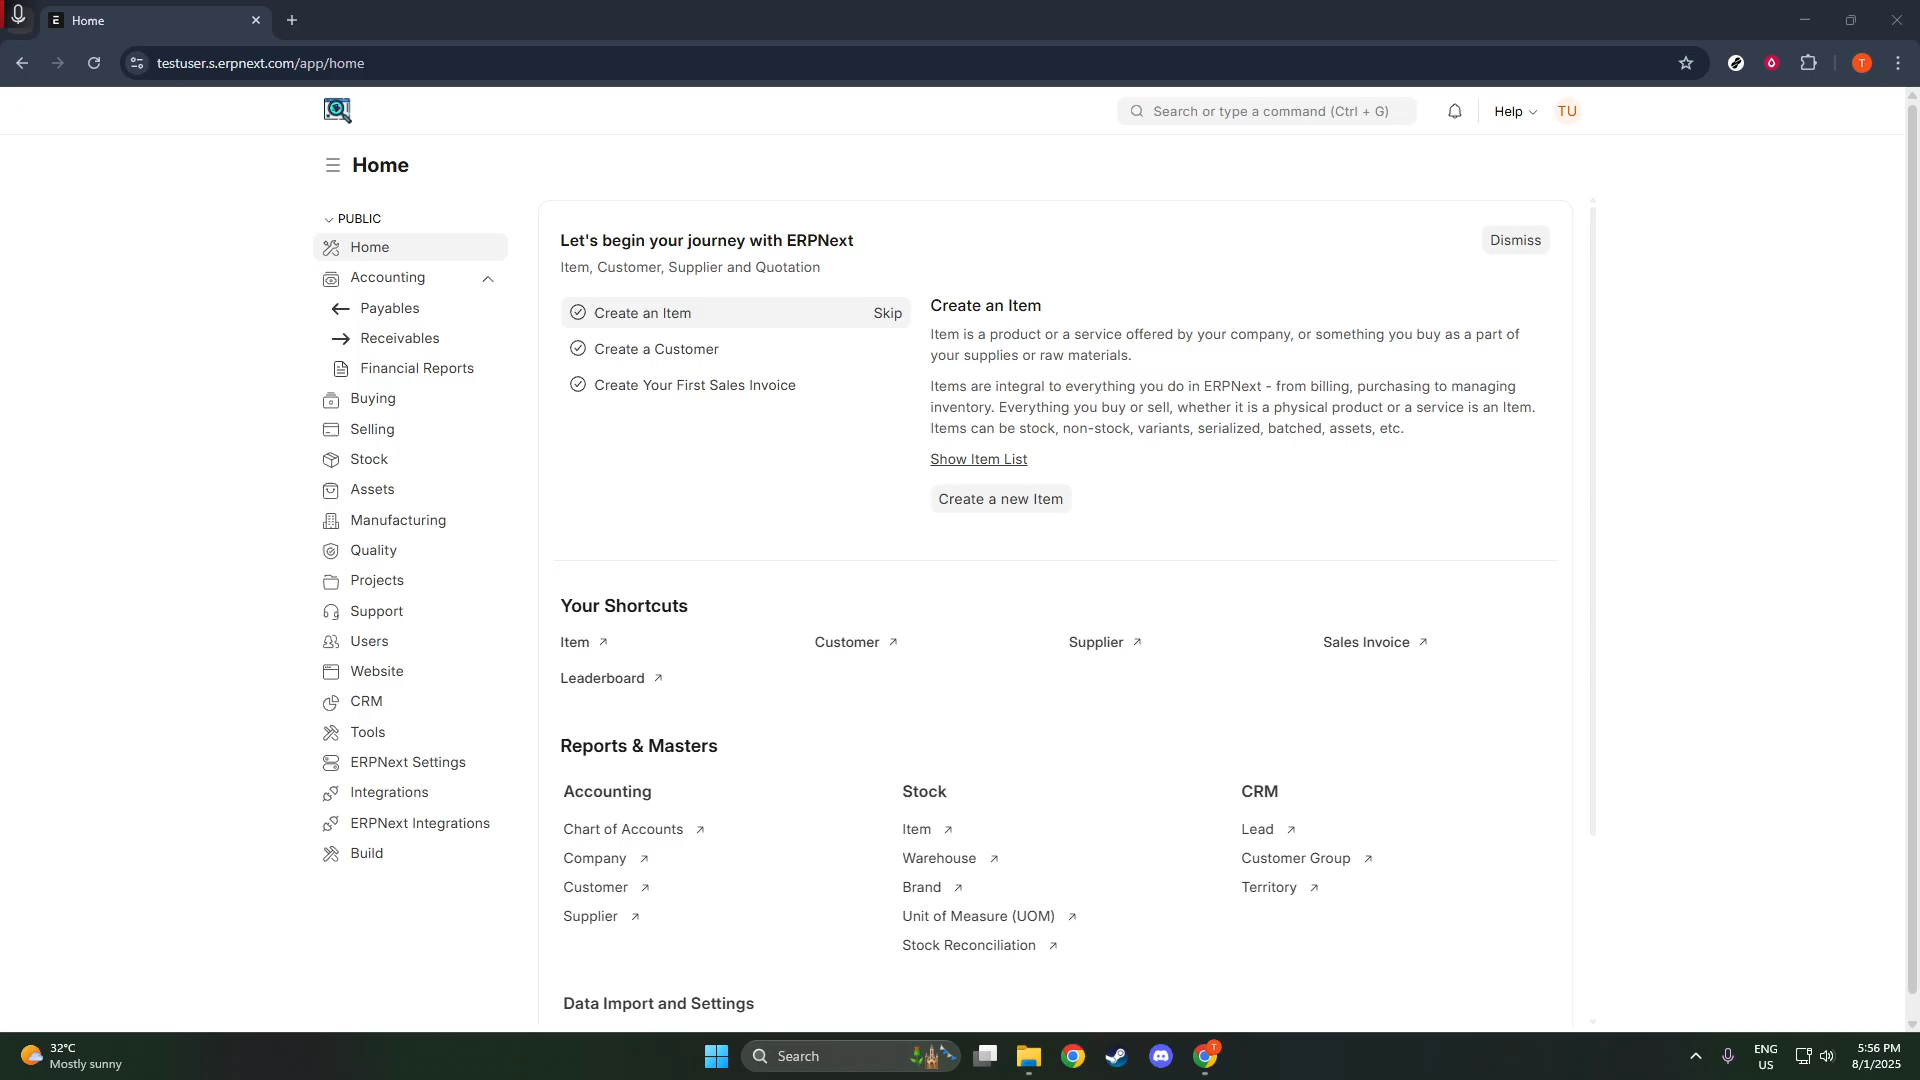 Home
testuser.s.erpnext.com/app/home
Search or type a command (Ctrl + G)
Help
TU
Home
PUBLIC
Home
Accounting
Payables
Receivables
Financial Reports
Buying
Selling
Stock
Assets
Manufacturing
Quality
Projects
Support
Users
Website
CRM
Tools
ERPNext Settings
Integrations
ERPNext Integrations
Build
Let's begin your journey with ERPNext
Dismiss
Item, Customer, Supplier and Quotation
Create an Item
Skip
Create a Customer
Create Your First Sales Invoice
Create an Item
Item is a product or a service offered by your company, or something you buy as a part of
your supplies or raw materials.
Items are integral to everything you do in ERPNext - from billing, purchasing to managing
inventory. Everything you buy or sell, whether it is a physical product or a service is an Item.
Items can be stock, non-stock, variants, serialized, batched, assets, etc.
Show Item List
Create a new Item
Your Shortcuts
Item
Customer
Supplier
Sales Invoice
Leaderboard
Reports & Masters
Accounting
Chart of Accounts
Company
Customer
Supplier
Stock
Item
Warehouse
Brand
Unit of Measure (UOM)
Stock Reconciliation
CRM
Lead
Customer Group
Territory
Data Import and Settings
32°C
Mostly sunny
Search
T
T
E
ENG
US
5:56 PM
8/1/2025